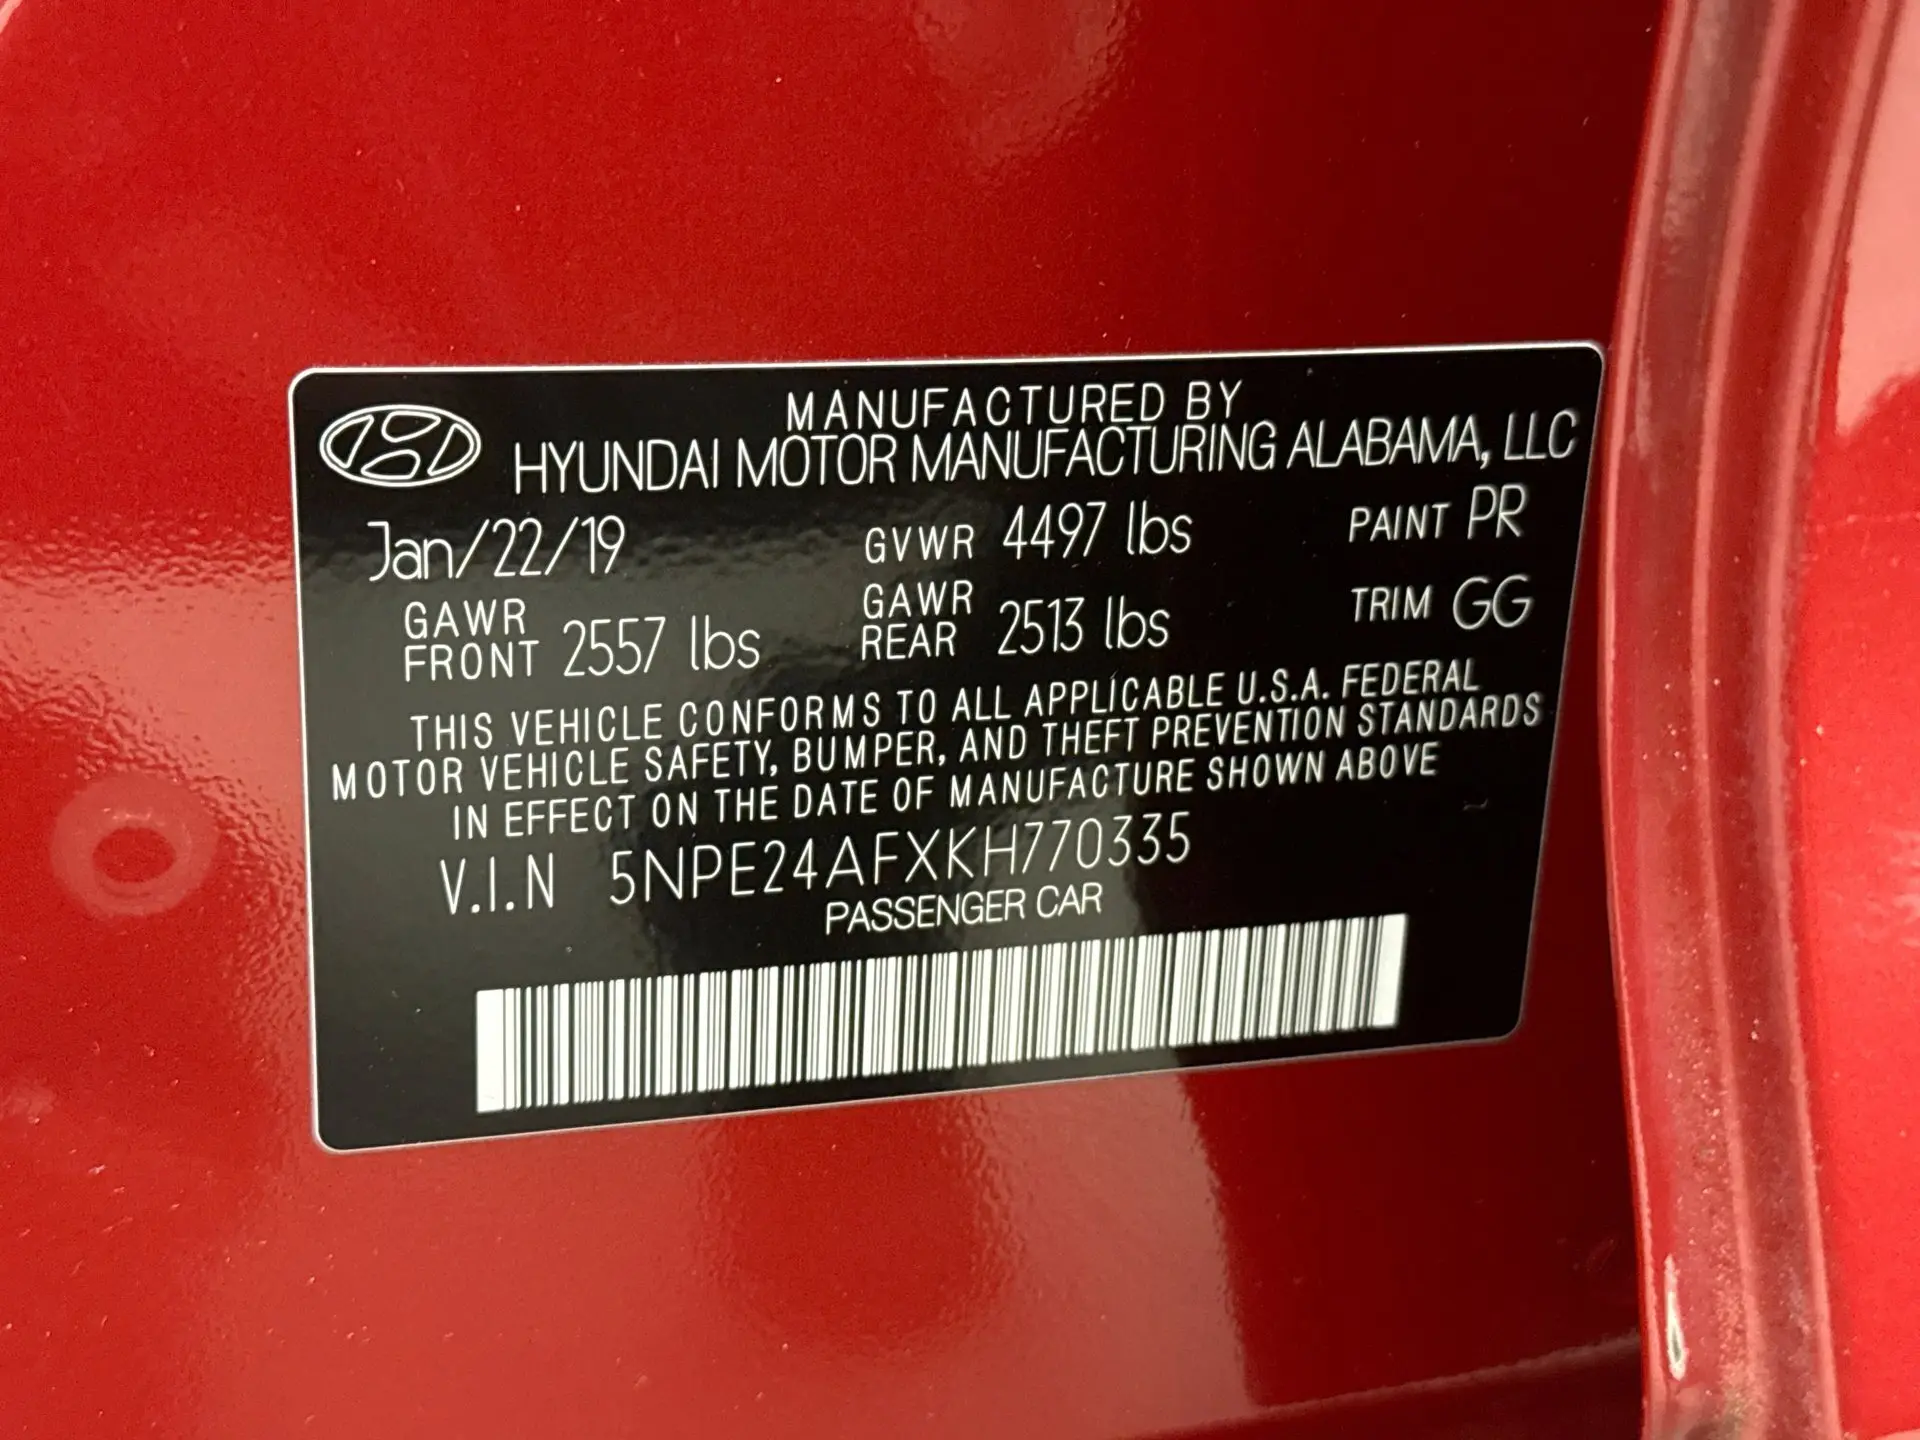 MANUFACTURED BY
HYUNDAI MOTOR MANUFACTURING ALABAMA, LLC
Jan/22/19 GVWR 4497 lbs PAINT PR
GAWR FRONT 2557 lbs GAWR REAR 2513 lbs TRIM GG
THIS VEHICLE CONFORMS TO ALL APPLICABLE U.S.A. FEDERAL
MOTOR VEHICLE SAFETY, BUMPER, AND THEFT PREVENTION STANDARDS
IN EFFECT ON THE DATE OF MANUFACTURE SHOWN ABOVE
V.I.N 5NPE24AFXKH770335
PASSENGER CAR